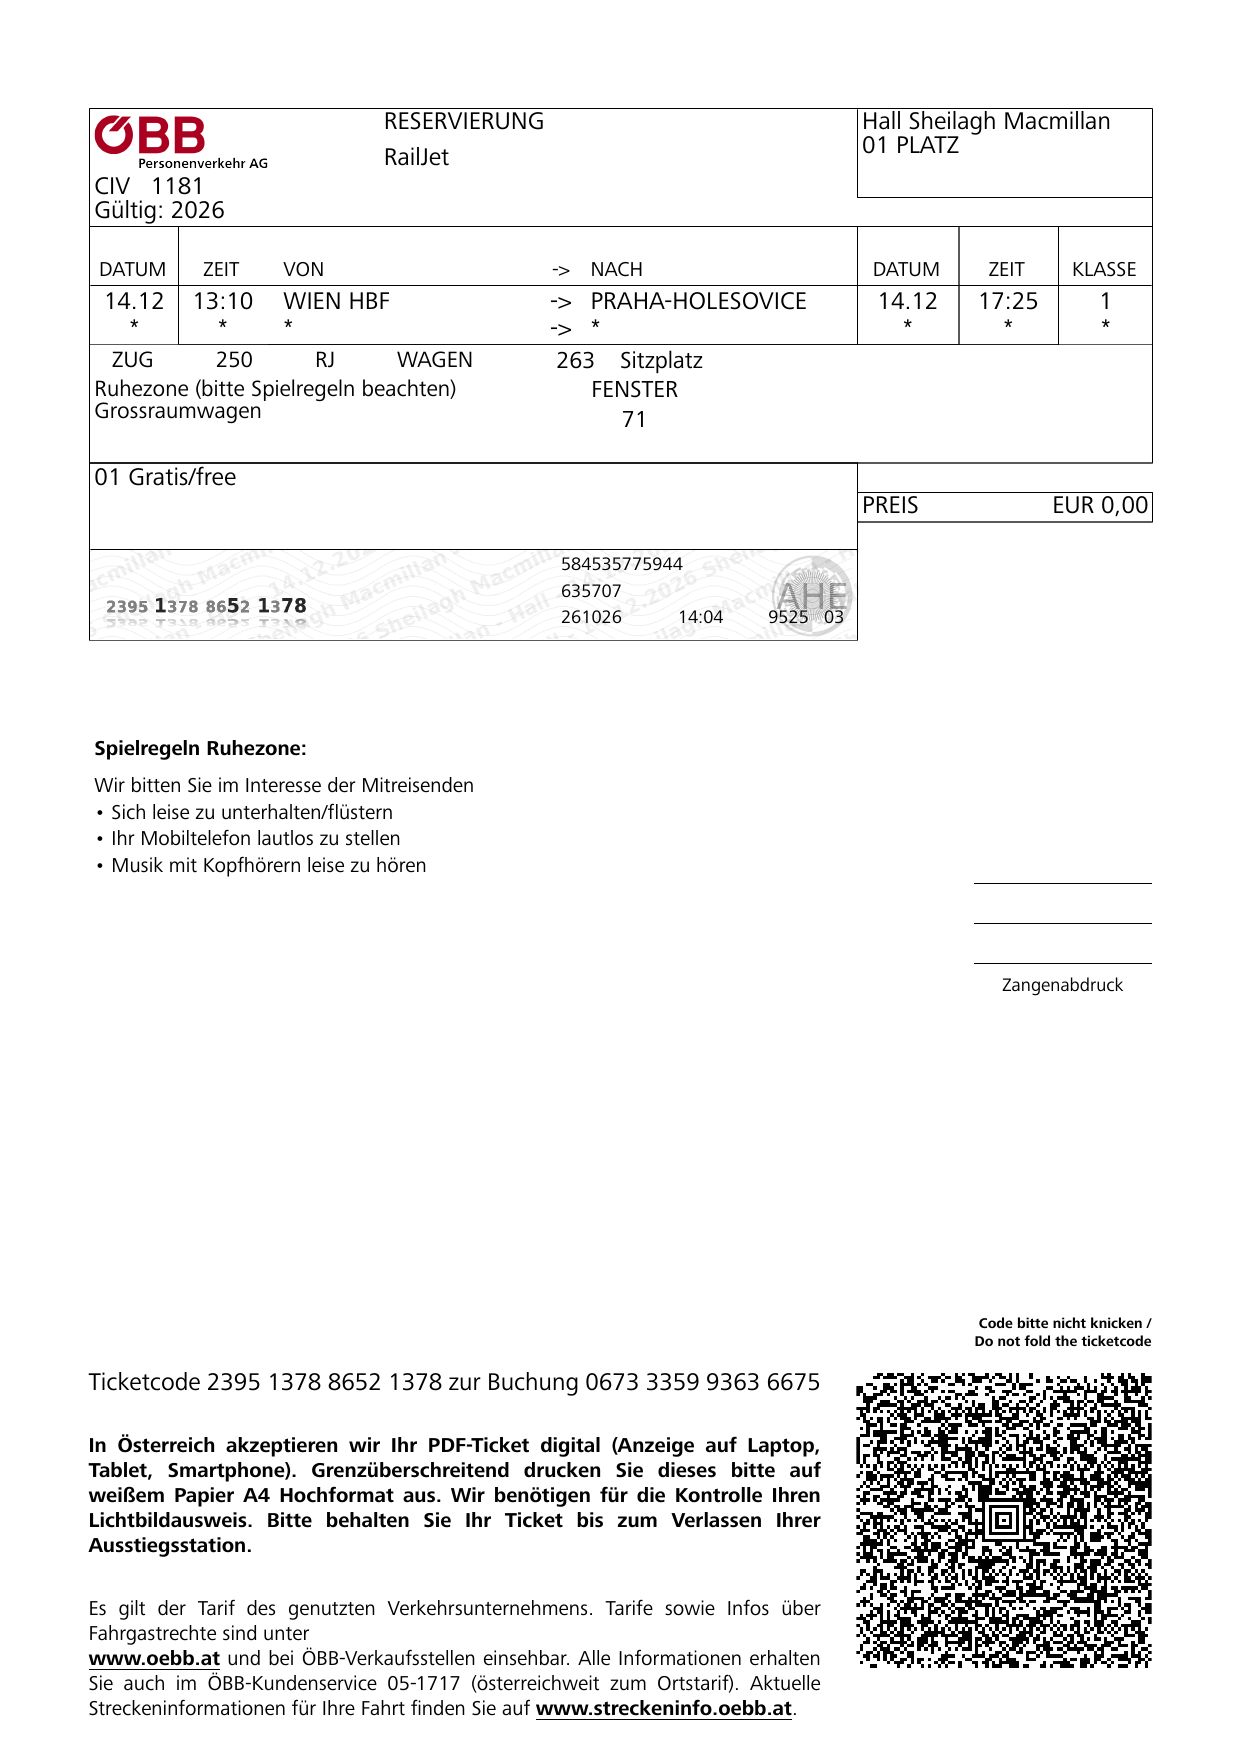 ÖBB
Personenverkehr AG
RESERVIERUNG
RailJet
Hall Sheilagh Macmillan
01 PLATZ
CIV 1181
Gültig: 2026
DATUM ZEIT VON -> NACH DATUM ZEIT KLASSE
14.12 13:10 WIEN HBF -> PRAHA-HOLESOVICE 14.12 17:25 1
* * * -> * * * *
ZUG 250 RJ WAGEN 263 Sitzplatz
Ruhezone (bitte Spielregeln beachten) FENSTER
Grossraumwagen
71
01 Gratis/free
PREIS EUR 0,00
584535775944
635707
2395 1378 8652 1378
AHE
261026 14:04 9525 03
Spielregeln Ruhezone:
Wir bitten Sie im Interesse der Mitreisenden
• Sich leise zu unterhalten/flüstern
• Ihr Mobiltelefon lautlos zu stellen
• Musik mit Kopfhörern leise zu hören
Zangenabdruck
Code bitte nicht knicken /
Do not fold the ticketcode
Ticketcode 2395 1378 8652 1378 zur Buchung 0673 3359 9363 6675
In Österreich akzeptieren wir Ihr PDF-Ticket digital (Anzeige auf Laptop,
Tablet, Smartphone). Grenzüberschreitend drucken Sie dieses bitte auf
weißem Papier A4 Hochformat aus. Wir benötigen für die Kontrolle Ihren
Lichtbildausweis. Bitte behalten Sie Ihr Ticket bis zum Verlassen Ihrer
Ausstiegsstation.
Es gilt der Tarif des genutzten Verkehrsunternehmens. Tarife sowie Infos über
Fahrgastrechte sind unter
www.oebb.at und bei ÖBB-Verkaufsstellen einsehbar. Alle Informationen erhalten
Sie auch im ÖBB-Kundenservice 05-1717 (österreichweit zum Ortstarif). Aktuelle
Streckeninformationen für Ihre Fahrt finden Sie auf www.streckeninfo.oebb.at.